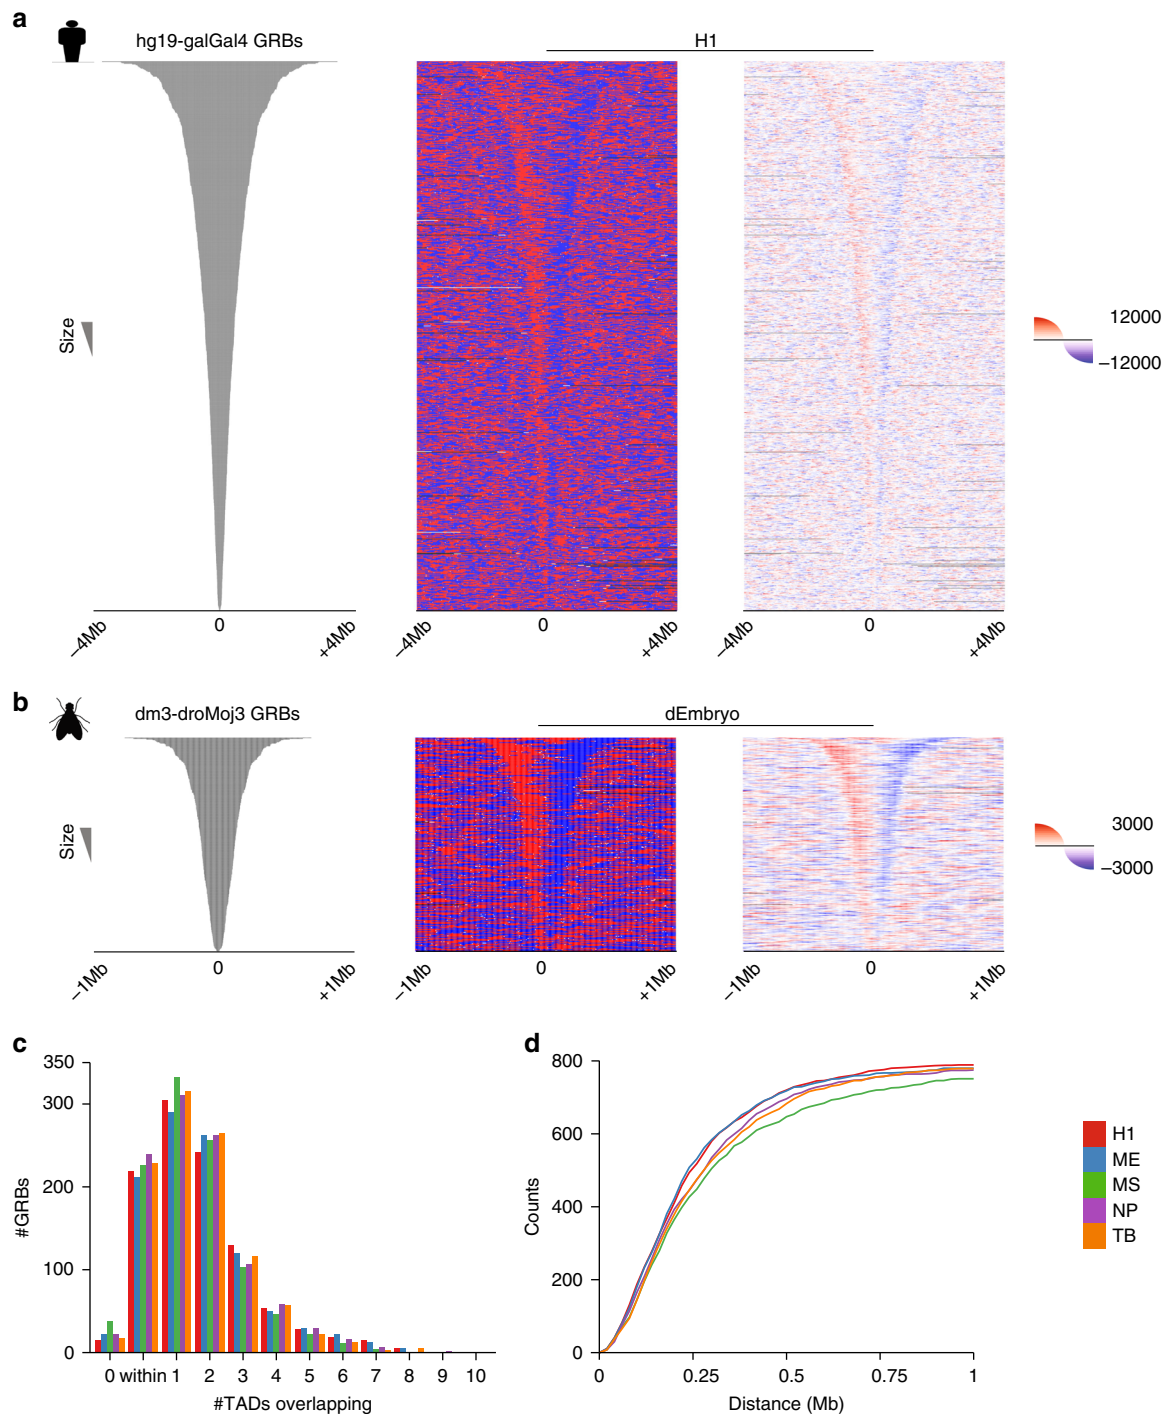 a
hg19-galGal4 GRBs
H1
Size
12000
−12000
−4Mb
0
+4Mb
−4Mb
0
+4Mb
−4Mb
0
+4Mb
b
dm3-droMoj3 GRBs
dEmbryo
Size
3000
−3000
−1Mb
0
+1Mb
−1Mb
0
+1Mb
−1Mb
0
+1Mb
c
350
300
200
100
0
#GRBs
0 within 1 2 3 4 5 6 7 8 9 10
#TADs overlapping
d
800
600
400
200
0
Counts
0 0.25 0.5 0.75 1
Distance (Mb)
H1
ME
MS
NP
TB